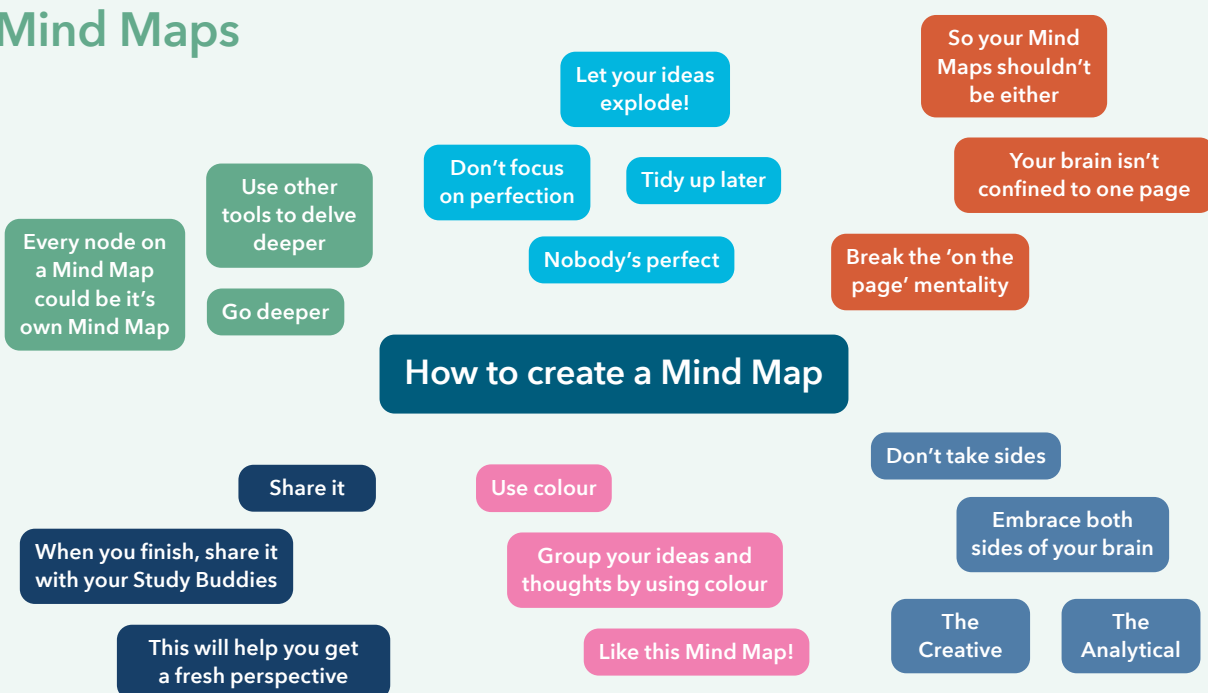 Mind Maps
Let your ideas
explode!
Don't focus
on perfection
Tidy up later
Nobody's perfect
So your Mind
Maps shouldn't
be either
Your brain isn't
confined to one page
Break the 'on the
page' mentality
Use other
tools to delve
deeper
Every node on
a Mind Map
could be it's
own Mind Map
Go deeper
How to create a Mind Map
Share it
When you finish, share it
with your Study Buddies
This will help you get
a fresh perspective
Use colour
Group your ideas and
thoughts by using colour
Like this Mind Map!
Don't take sides
Embrace both
sides of your brain
The
Creative
The
Analytical